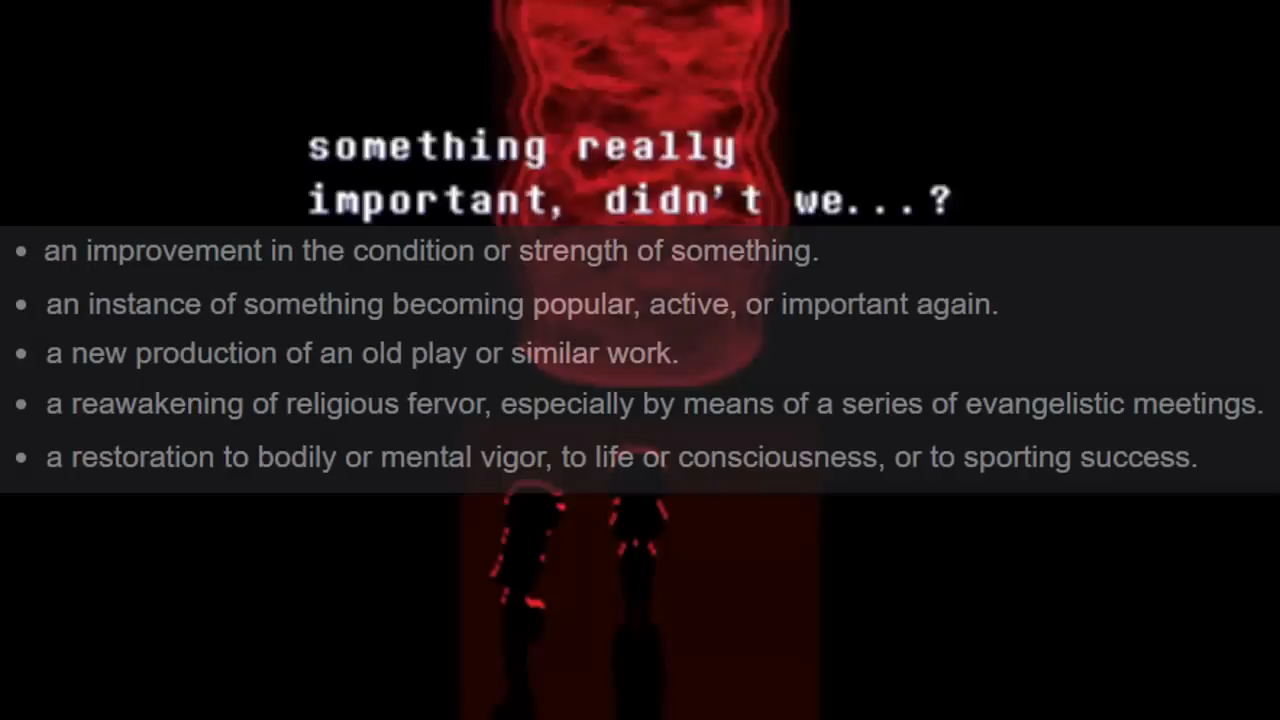 something really
important, didn't we...?
• an improvement in the condition or strength of something.
• an instance of something becoming popular, active, or important again.
• a new production of an old play or similar work.
• a reawakening of religious fervor, especially by means of a series of evangelistic meetings.
• a restoration to bodily or mental vigor, to life or consciousness, or to sporting success.